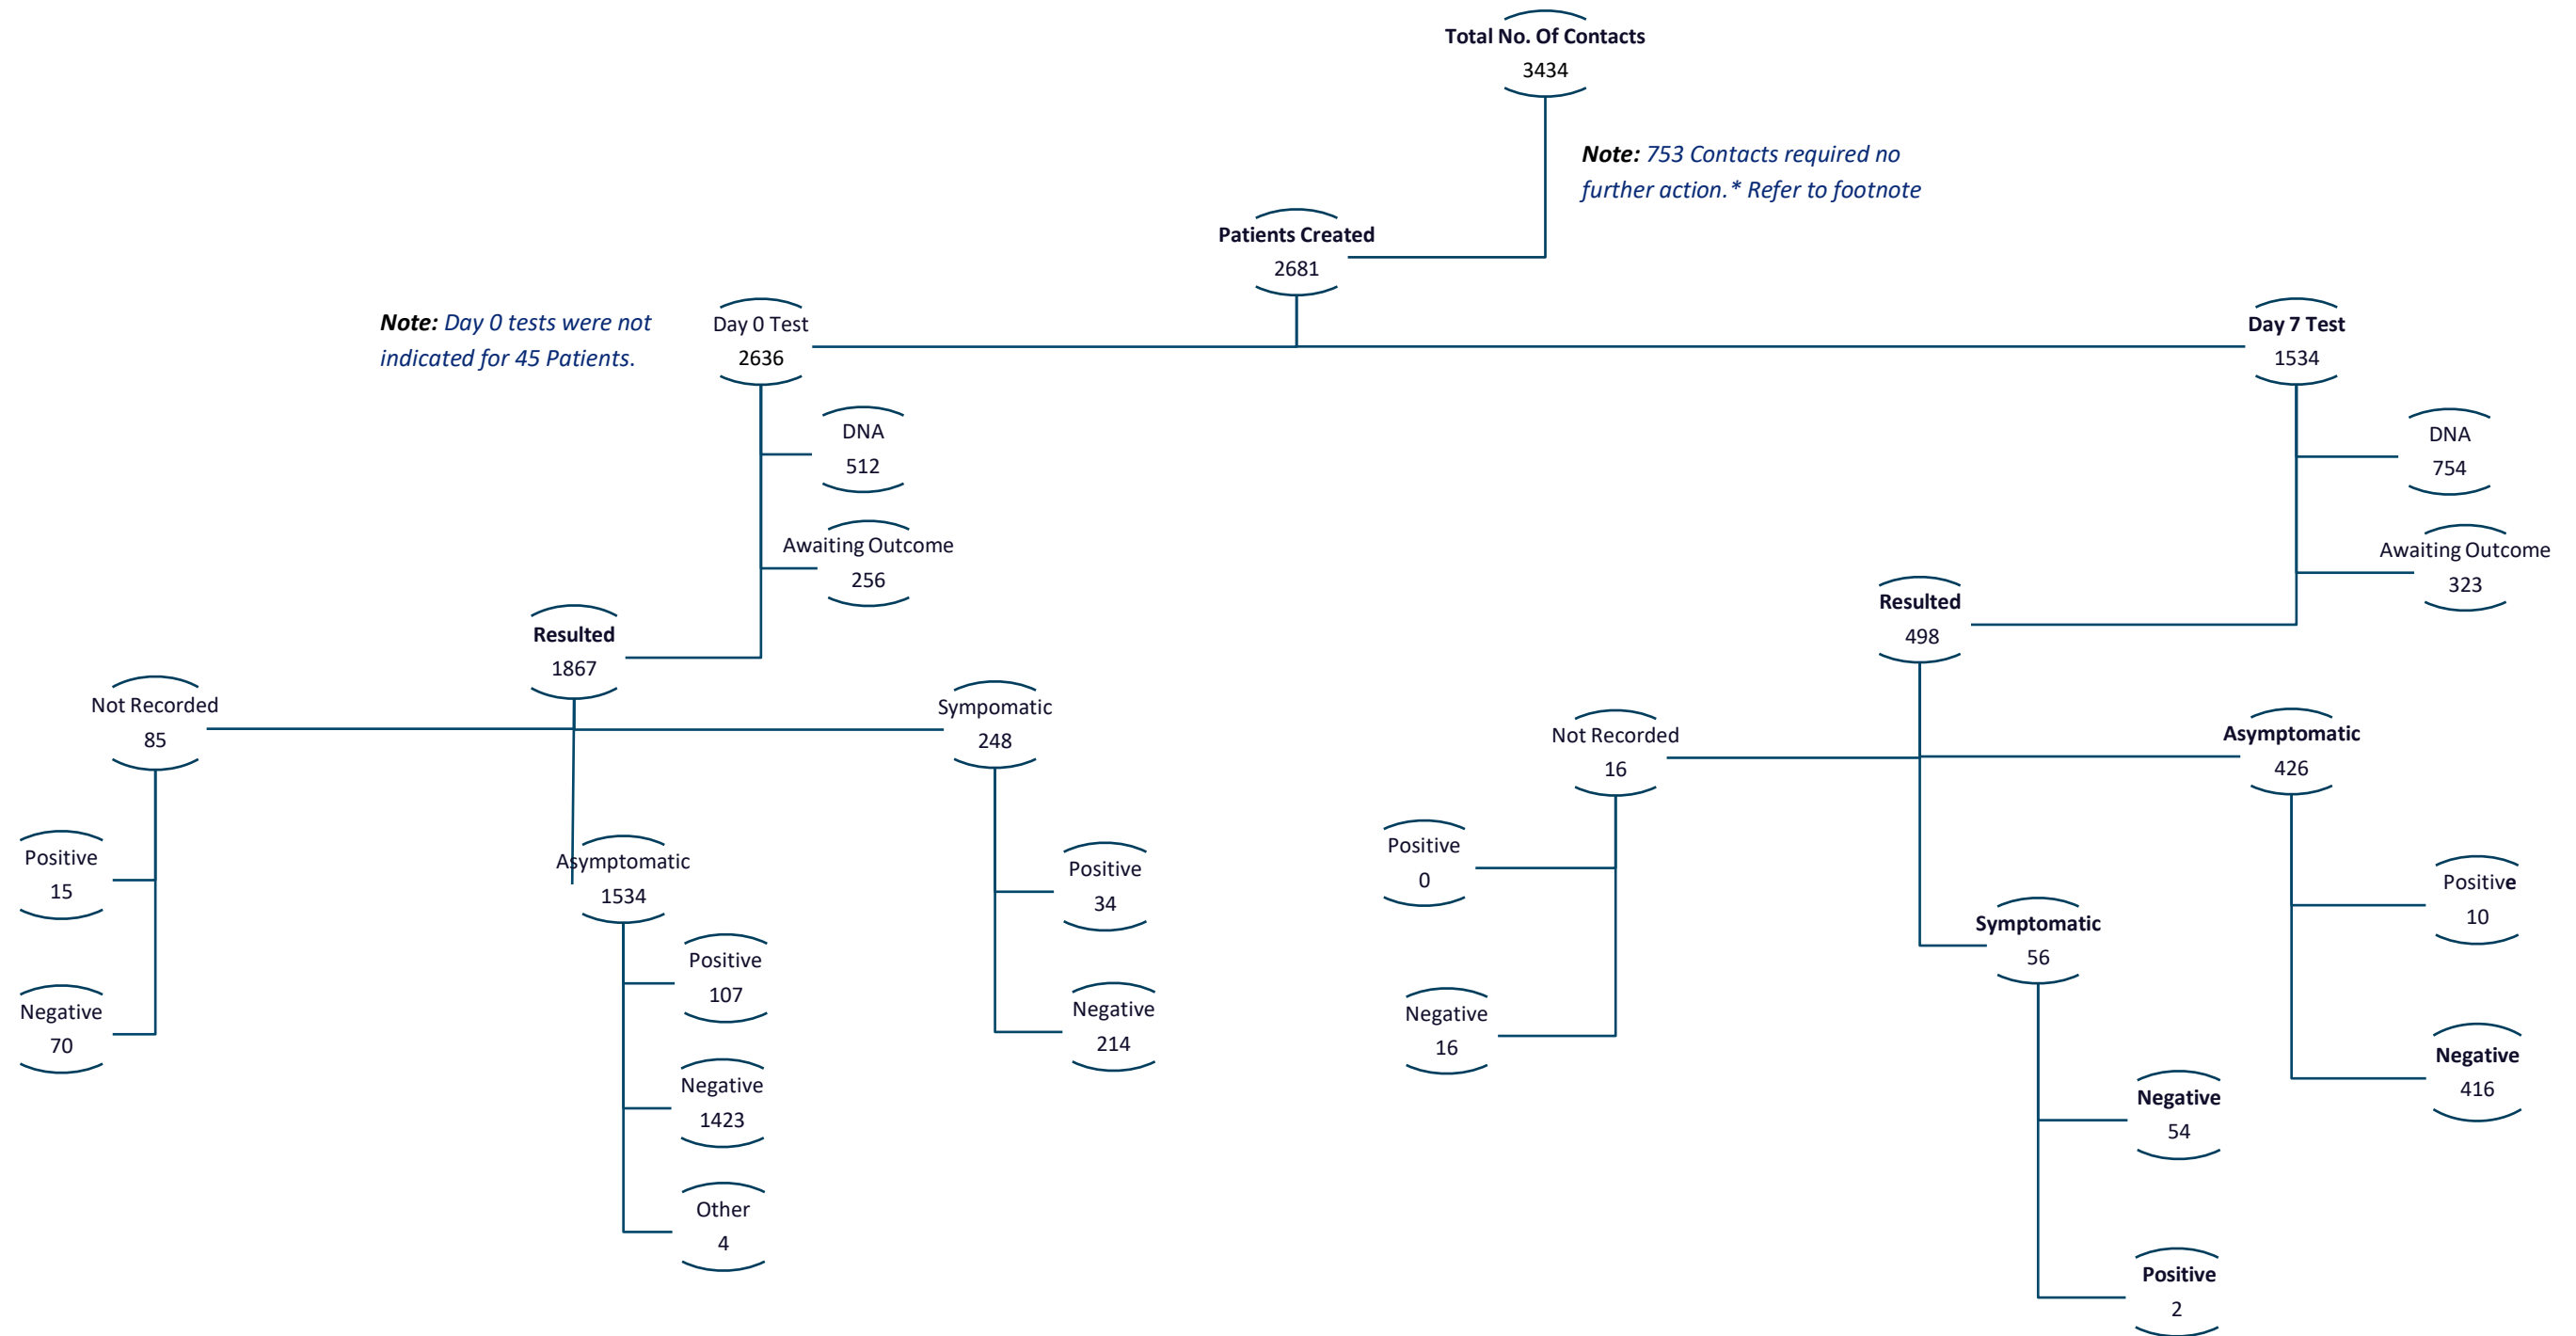 Total No. Of Contacts
3434
Note: 753 Contacts required no
further action.* Refer to footnote
Patients Created
2681
Note: Day 0 tests were not
indicated for 45 Patients.
Day 0 Test
2636
Day 7 Test
1534
DNA
512
DNA
754
Awaiting Outcome
256
Awaiting Outcome
323
Resulted
1867
Resulted
498
Not Recorded
85
Sympomatic
248
Not Recorded
16
Asymptomatic
426
Positive
15
Asymptomatic
1534
Positive
34
Positive
0
Positive
10
Symptomatic
56
Negative
70
Positive
107
Negative
214
Negative
16
Negative
416
Negative
1423
Negative
54
Other
4
Positive
2